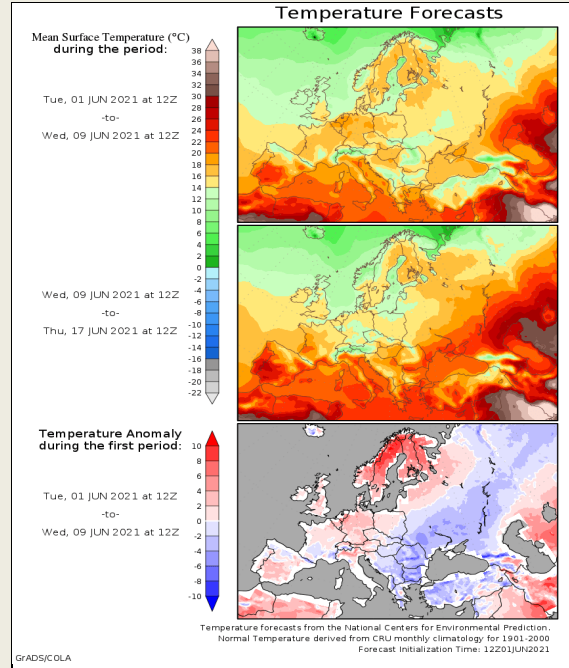 Temperature Forecasts
Mean Surface Temperature (°C)
during the period:
Tue, 01 JUN 2021 at 12Z
-to-
Wed, 09 JUN 2021 at 12Z
38
36
34
32
30
28
26
24
22
20
18
16
14
12
10
8
6
4
2
0
-2
-4
-6
-8
-10
-12
-14
-16
-18
-20
-22
Wed, 09 JUN 2021 at 12Z
-to-
Thu, 17 JUN 2021 at 12Z
Temperature Anomaly
during the first period:
Tue, 01 JUN 2021 at 12Z
-to-
Wed, 09 JUN 2021 at 12Z
10
8
6
4
2
0
-2
-4
-6
-8
-10
Temperature forecasts from the National Centers for Environmental Prediction.
Normal Temperature derived from CRU monthly climatology for 1901-2000
Forecast Initialization Time: 12Z01JUN2021
GrADS/COLA